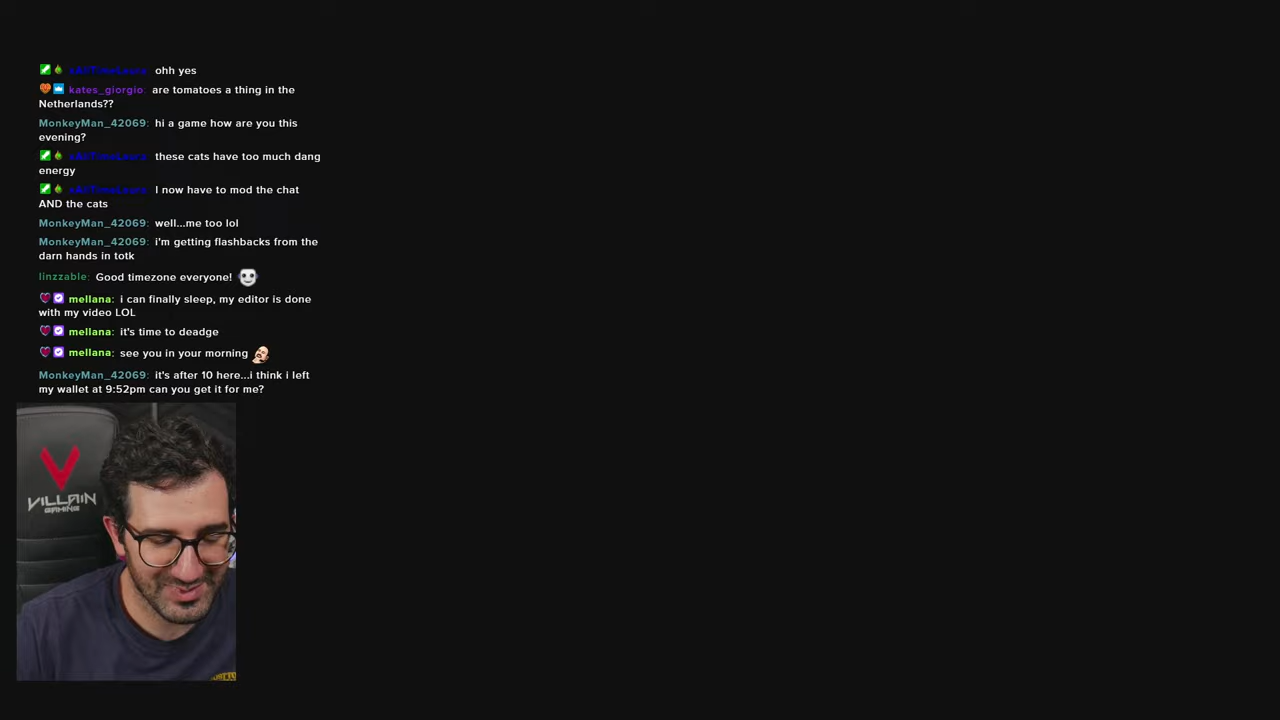 xAllTimeLaura: ohh yes
kates_giorgio: are tomatoes a thing in the
Netherlands??
MonkeyMan_42069: hi a game how are you this
evening?
xAllTimeLaura: these cats have too much dang
energy
xAllTimeLaura: I now have to mod the chat
AND the cats
MonkeyMan_42069: well...me too lol
MonkeyMan_42069: i'm getting flashbacks from the
darn hands in totk
linzzable: Good timezone everyone!
mellana: i can finally sleep, my editor is done
with my video LOL
mellana: it's time to deadge
mellana: see you in your morning
MonkeyMan_42069: it's after 10 here...i think i left
my wallet at 9:52pm can you get it for me?
VILLAIN
GAMING